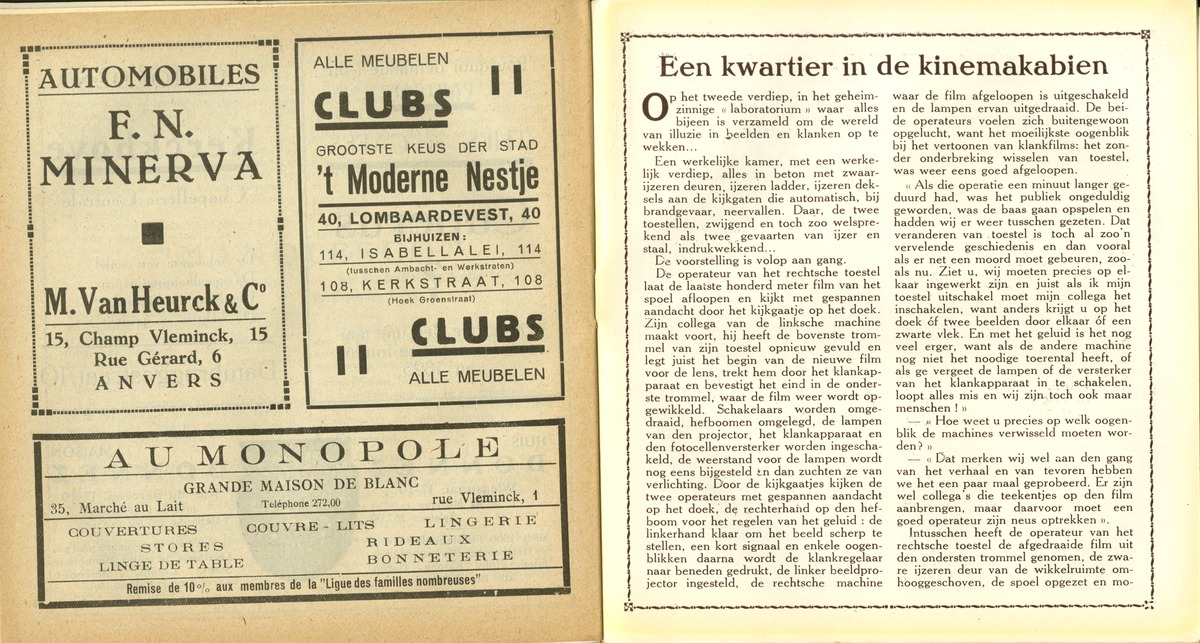 AUTOMOBILES
F. N.
MINERVA
M. Van Heurck & Cº
15, Champ Vleminck, 15
Rue Gérard, 6
ANVERS
ALLE MEUBELEN
CLUBS
GROOTSTE KEUS DER STAD
't Moderne Nestje
40, LOMBAARDEVEST, 40
BIJHUIZEN:
114, ISABELLALEI, 114
(tusschen Ambacht- en Werkstraten)
108, KERKSTRAAT, 108
(Hoek Groenstraat)
CLUBS
ALLE MEUBELEN
AU MONOPOLE
GRANDE MAISON DE BLANC
35, Marché au Lait Téléphone 272,00 rue Vleminck, 1
COUVERTURES COUVRE-LITS LINGERIE
STORES RIDEAUX
LINGE DE TABLE BONNETERIE
Remise de 10% aux membres de la "Ligue des familles nombreuses"
Een kwartier in de kinemakabien
Op het tweede verdiep, in het geheim-
zinnige « laboratorium » waar alles
bijeen is verzameld om de wereld
van illuzie in beelden en klanken op te
wekken...
Een werkelijke kamer, met een werke-
lijk verdiep, alles in beton met zwaar-
ijzeren deuren, ijzeren ladder, ijzeren dek-
sels aan de kijkgaten die automatisch, bij
brandgevaar, neervallen. Daar, de twee
toestellen, zwijgend en toch zoo welspre-
kend als twee gevaarten van ijzer en
staal, indrukwekkend...
De voorstelling is volop aan gang.
De operateur van het rechtsche toestel
laat de laatste honderd meter film van het
spoel afloopen en kijkt met gespannen
aandacht door het kijkgaatje op het doek.
Zijn collega van de linksche machine
maakt voort, hij heeft de bovenste trom-
mel van zijn toestel opnieuw gevuld en
legt juist het begin van de nieuwe film
voor de lens, trekt hem door het klankap-
paraat en bevestigt het eind in de onder-
ste trommel, waar de film weer wordt op-
gewikkeld. Schakelaars worden omge-
draaid, hefboomen omgelegd, de lampen
van den projector, het klankapparaat en
den fotocellenversterker worden ingescha-
keld, de weerstand voor de lampen wordt
nog eens bijgesteld en dan zuchten ze van
verlichting. Door de kijkgaatjes kijken de
twee operateurs met gespannen aandacht
op het doek, de rechterhand op den hef-
boom voor het regelen van het geluid : de
linkerhand klaar om het beeld scherp te
stellen, een kort signaal en enkele oogen-
blikken daarna wordt de klankregelaar
naar beneden gedrukt, de linker beeldpro-
jector ingesteld, de rechtsche machine
waar de film afgeloopen is uitgeschakeld
en de lampen ervan uitgedraaid. De bei-
de operateurs voelen zich buitengewoon
opgelucht, want het moeilijkste oogenblik
bij het vertoonen van klankfilms: het zon-
der onderbreking wisselen van toestel,
was weer eens goed afgeloopen.
« Als die operatie een minuut langer ge-
duurd had, was het publiek ongeduldig
geworden, was de baas gaan opspelen en
hadden wij er weer tusschen gezeten. Dat
veranderen van toestel is toch al zoo'n
vervelende geschiedenis en dan vooral
als er net een moord moet gebeuren, zoo-
als nu. Ziet u, wij moeten precies op el-
kaar ingewerkt zijn en juist als ik mijn
toestel uitschakel moet mijn collega het
inschakelen, want anders krijgt u op het
doek óf twee beelden door elkaar óf een
zwarte vlek. En met het geluid is het nog
veel erger, want als de andere machine
nog niet het noodige toerental heeft, of
als ge vergeet de lampen of de versterker
van het klankapparaat in te schakelen,
loopt alles mis en wij zijn toch ook maar
menschen ! »
— « Hoe weet u precies op welk oogen-
blik de machines verwisseld moeten wor-
den? »
— « Dat merken wij wel aan den gang
van het verhaal en van tevoren hebben
we het een paar maal geprobeerd. Er zijn
wel collega's die teekentjes op den film
aanbrengen, maar daarvoor moet een
goed operateur zijn neus optrekken ».
Intusschen heeft de operateur van het
rechtsche toestel de afgedraaide film uit
den ondersten trommel genomen, de zwa-
re ijzeren deur van de wikkelruimte om-
hooggeschoven, de spoel opgezet en mo-